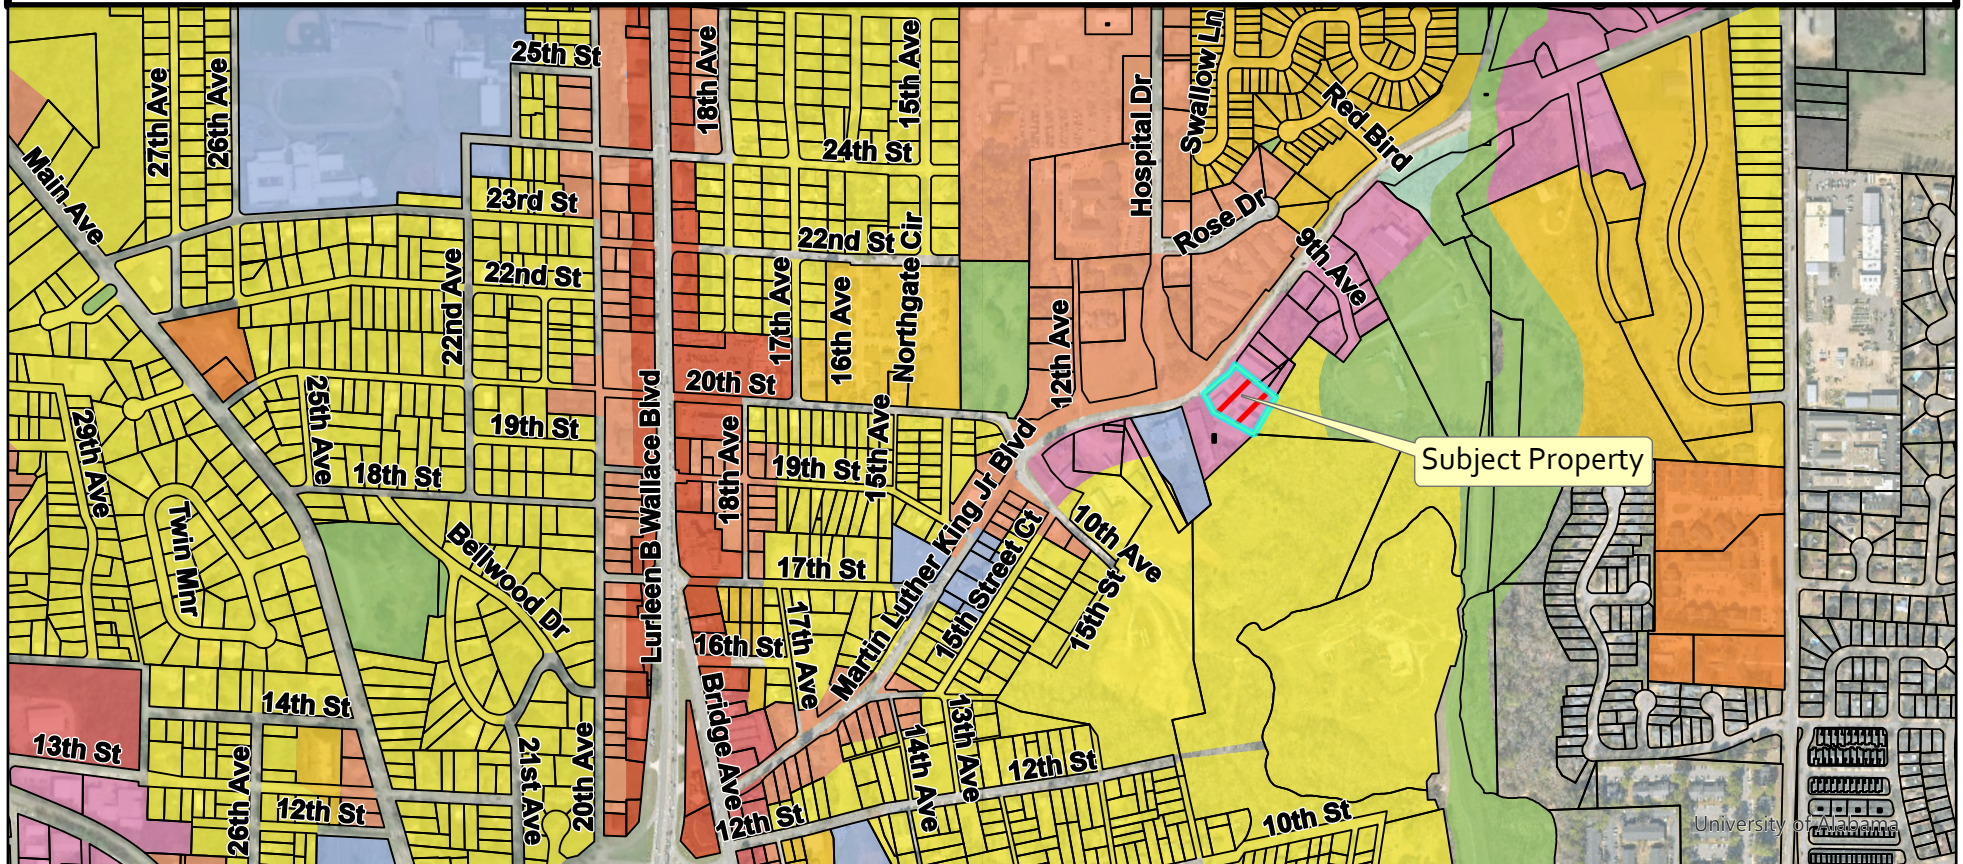 25th St
27th Ave
26th Ave
18th Ave
15th Ave
Hospital Dr
Swallow Ln
Red Bird
Main Ave
24th St
23rd St
22nd St
Northgate Cir
Rose Dr
9th Ave
22nd Ave
22nd St
17th Ave
16th Ave
12th Ave
20th St
25th Ave
29th Ave
19th St
18th St
Lurleen B Wallace Blvd
18th Ave
19th St
15th Ave
Martin Luther King Jr Blvd
Subject Property
Twin Mnr
Bellwood Dr
17th St
15th Street Ct
10th Ave
15th St
16th St
17th Ave
14th St
13th St
26th Ave
12th St
21st Ave
20th Ave
Bridge Ave
12th St
14th Ave
13th Ave
12th St
10th St
University of Alabama